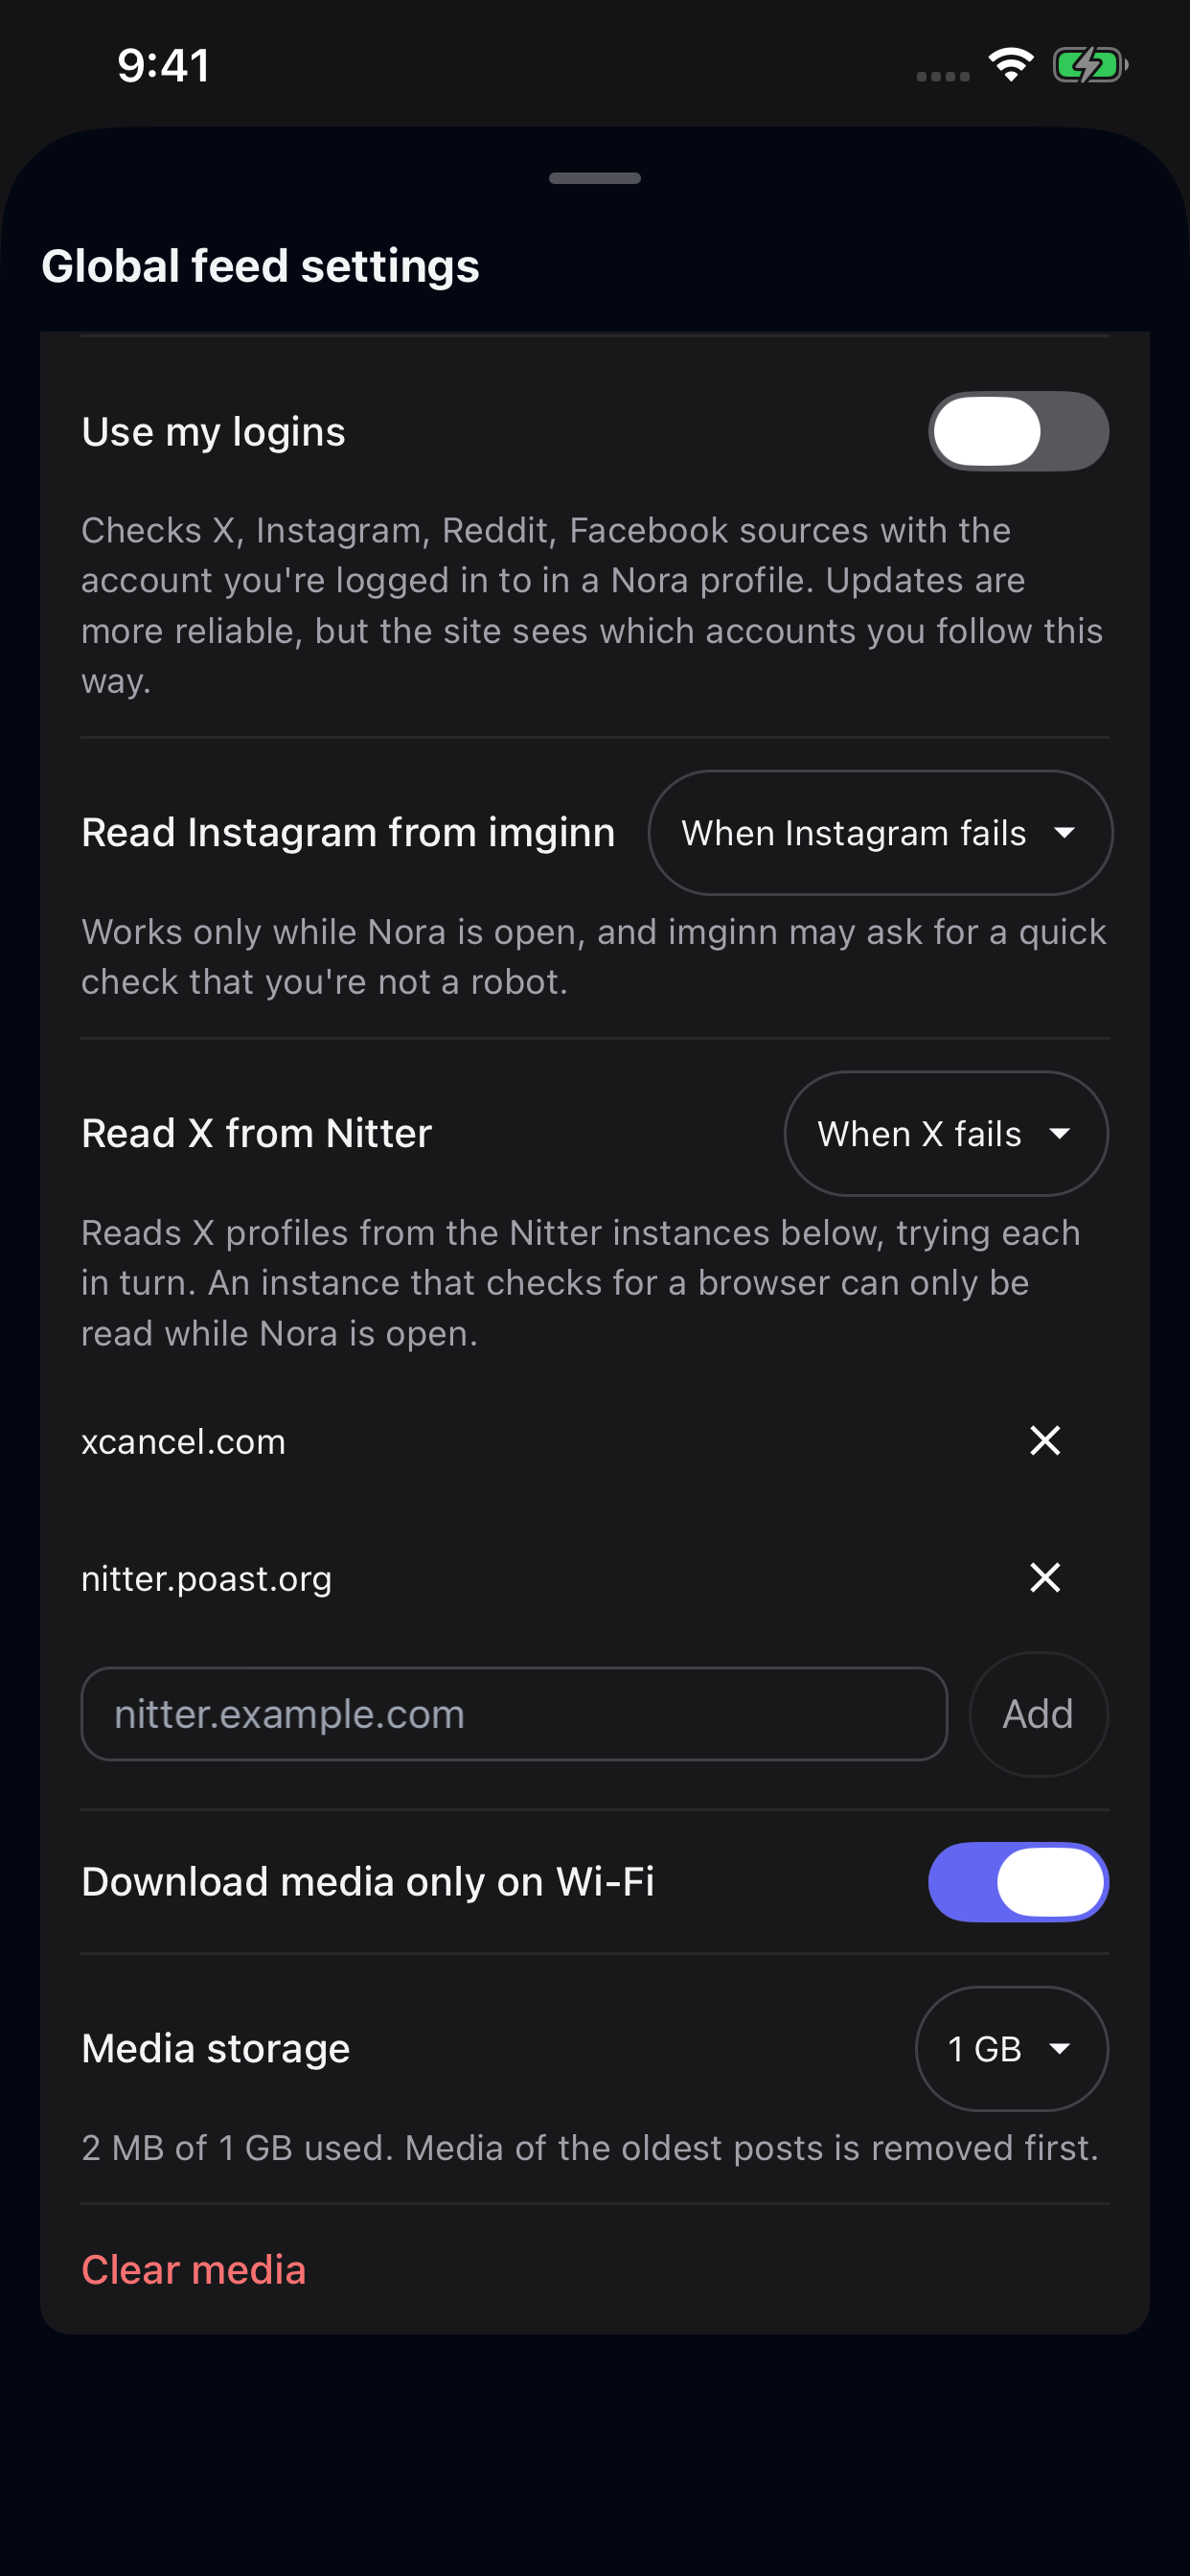 9:41
Global feed settings
Use my logins
Checks X, Instagram, Reddit, Facebook sources with the
account you're logged in to in a Nora profile. Updates are
more reliable, but the site sees which accounts you follow this
way.
Read Instagram from imginn
When Instagram fails
Works only while Nora is open, and imginn may ask for a quick
check that you're not a robot.
Read X from Nitter
When X fails
Reads X profiles from the Nitter instances below, trying each
in turn. An instance that checks for a browser can only be
read while Nora is open.
xcancel.com
nitter.poast.org
nitter.example.com
Add
Download media only on Wi-Fi
Media storage
1 GB
2 MB of 1 GB used. Media of the oldest posts is removed first.
Clear media